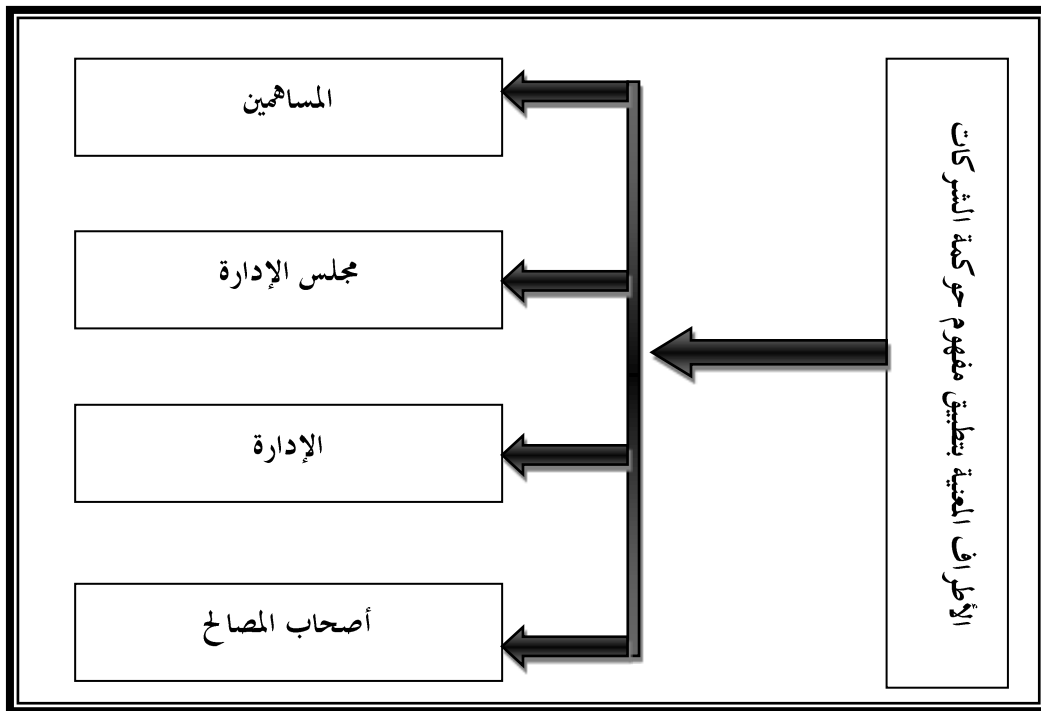 الأطراف المعنية بتطبيق مفهوم حوكمة الشركات
المساهمين
مجلس الإدارة
الإدارة
أصحاب المصالح